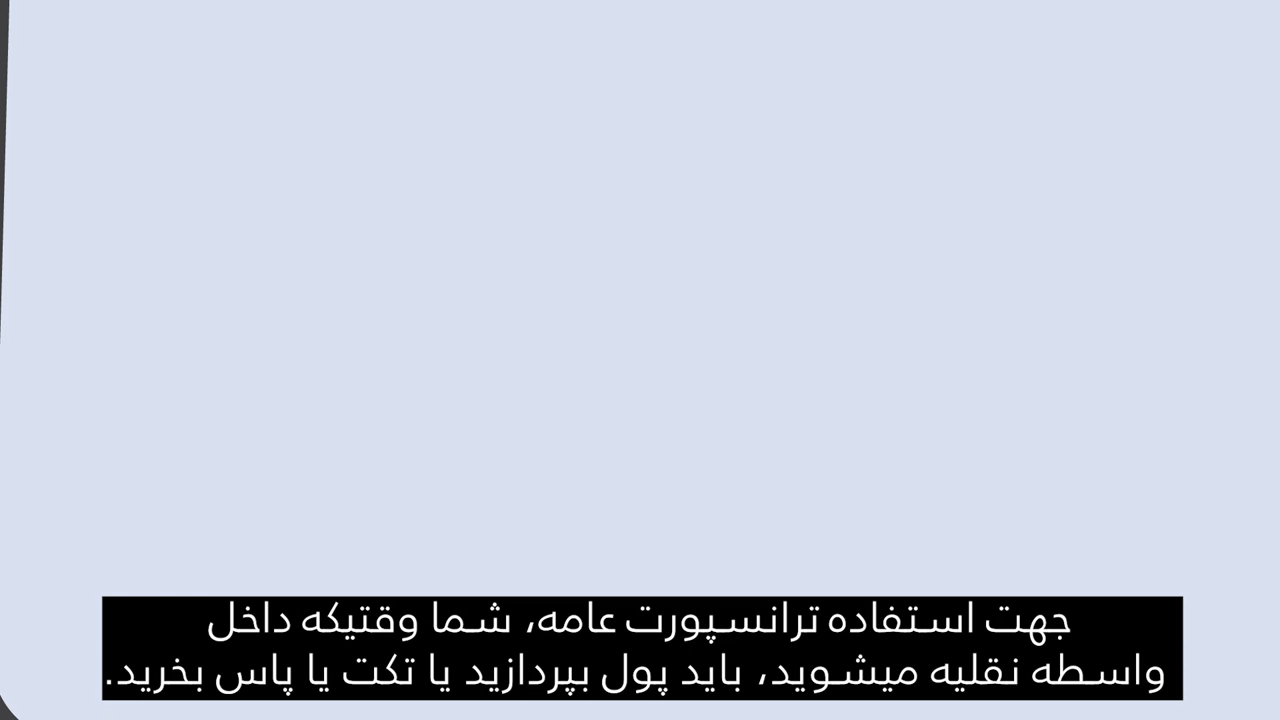 جهت استفاده ترانسپورت عامه، شما وقتیکه داخل
واسطه نقلیه میشوید، باید پول بپردازید یا تکت یا پاس بخرید.